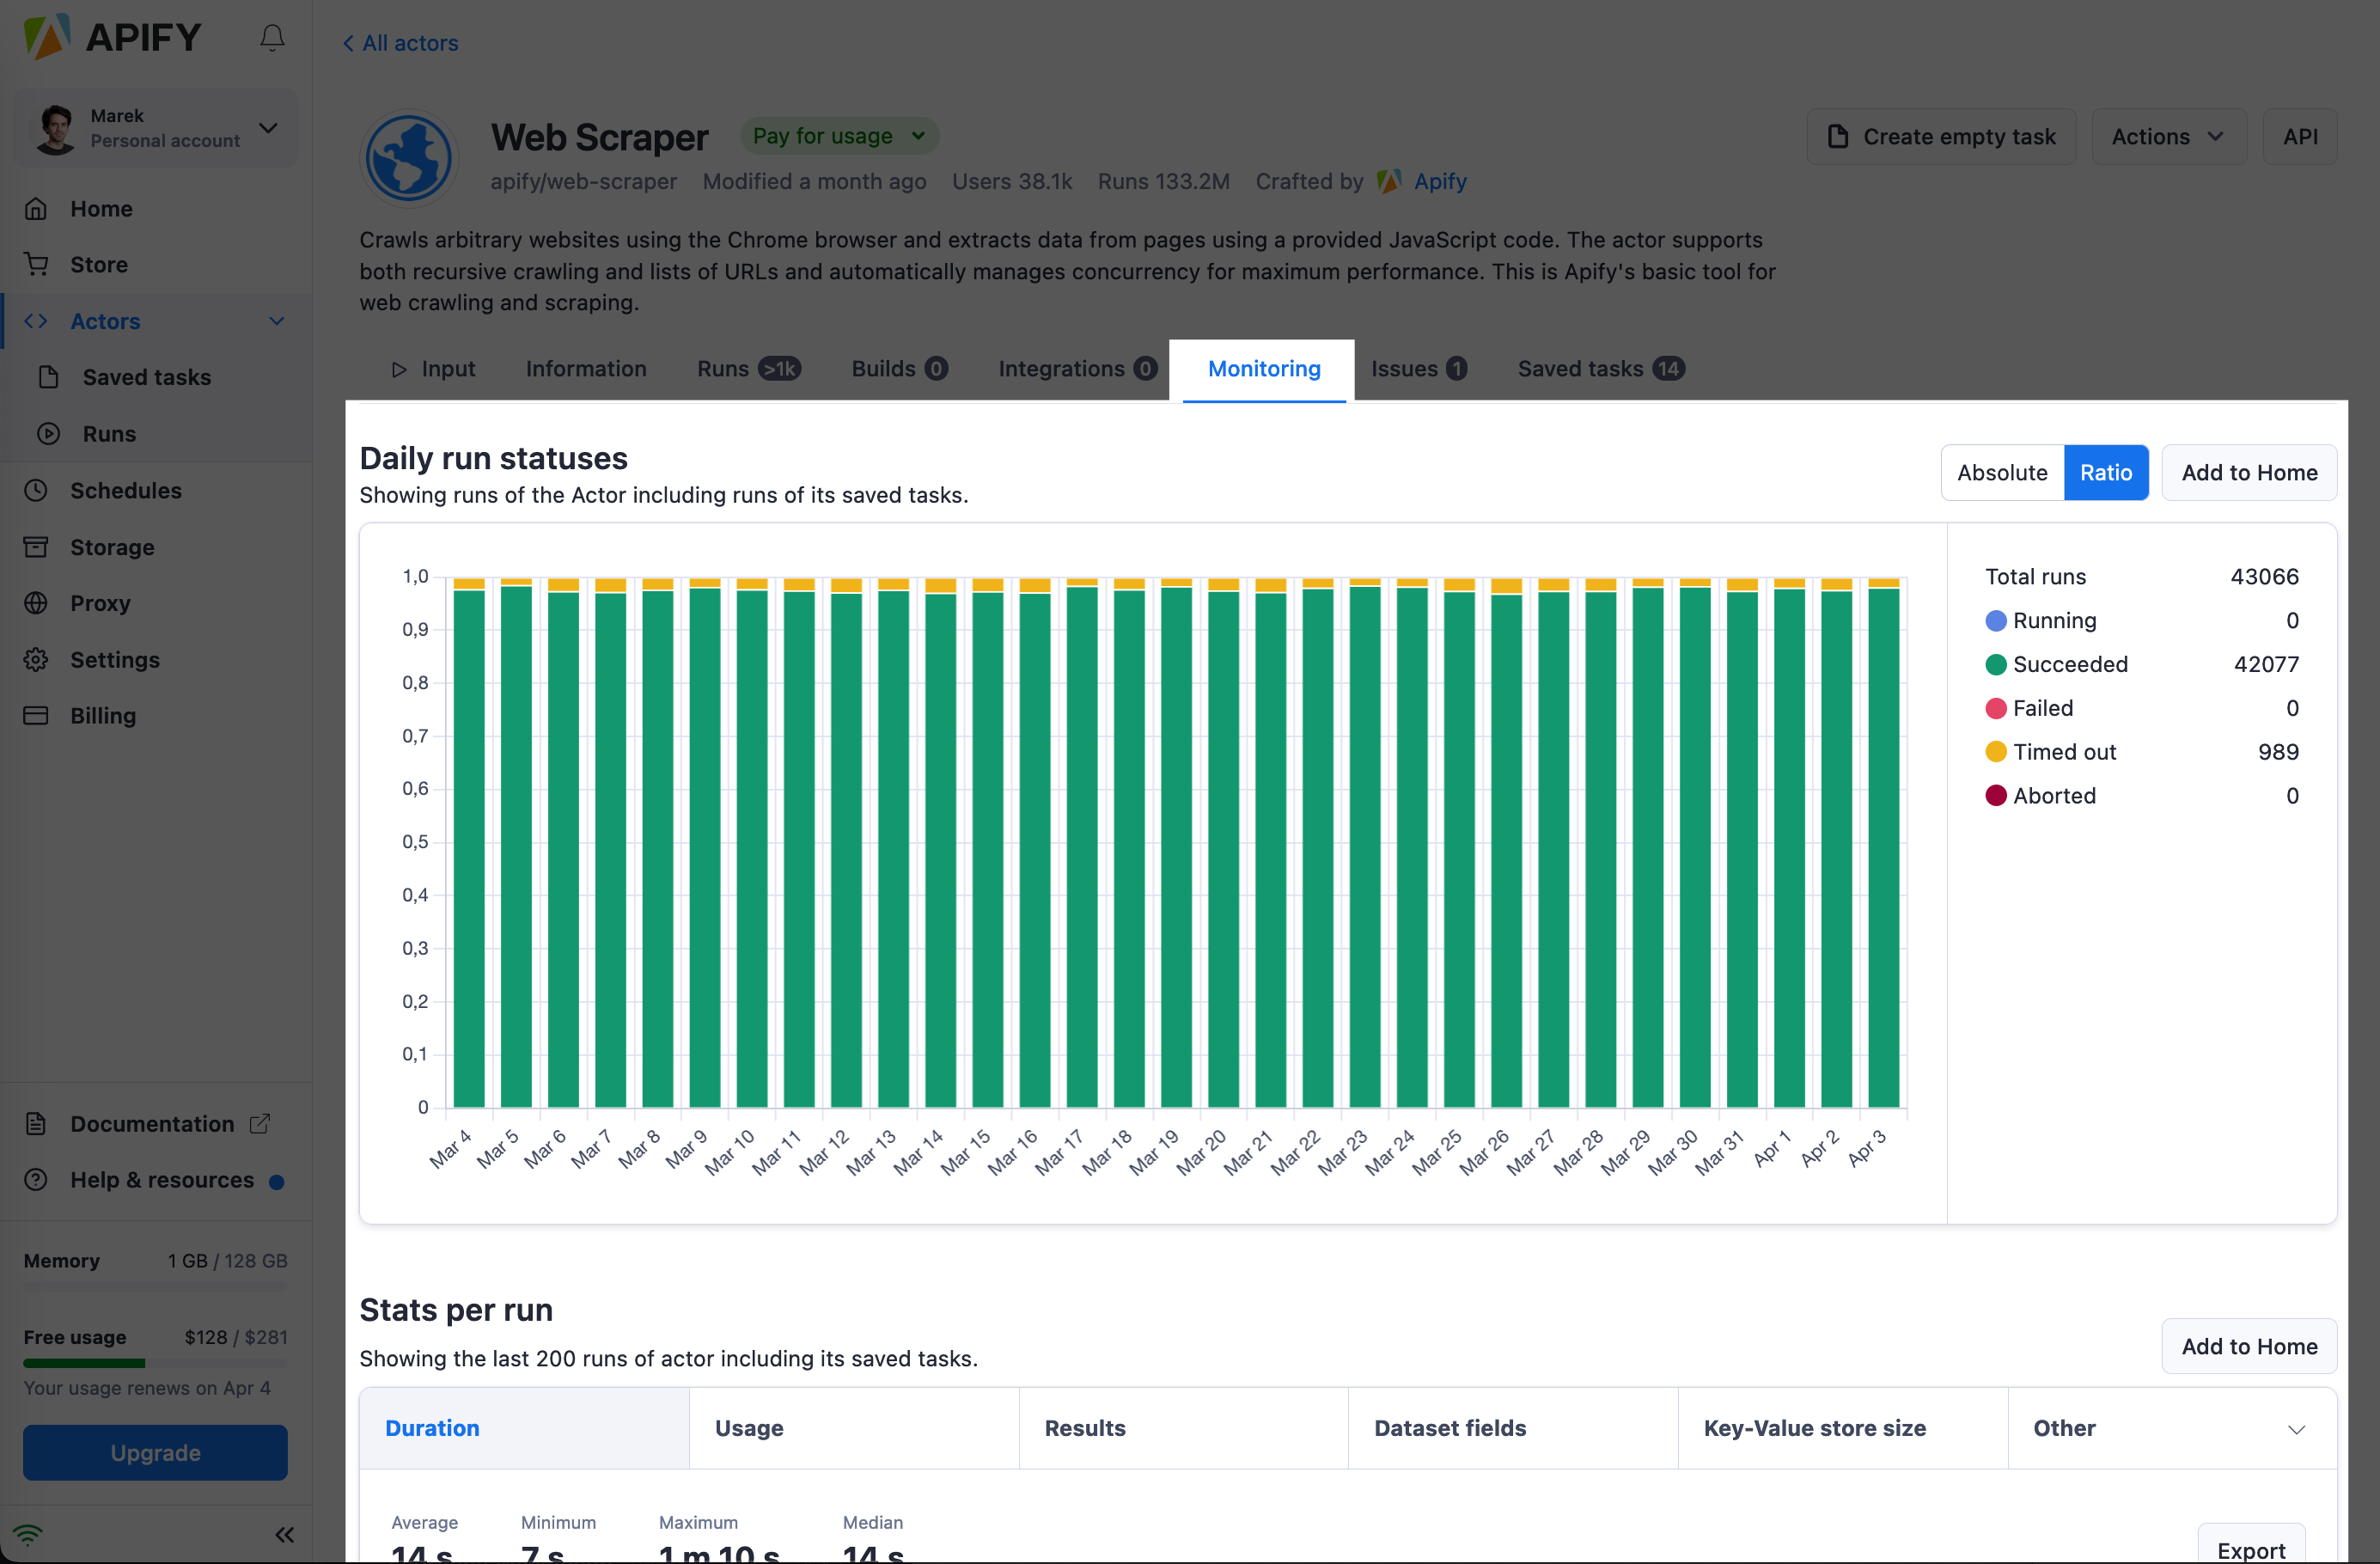 APIFY
Marek
Personal account
Home
Store
Actors
Saved tasks
Runs
Schedules
Storage
Proxy
Settings
Billing
Documentation
Help & resources
Memory 1 GB / 128 GB
Free usage $128 / $281
Your usage renews on Apr 4
Upgrade
All actors
Web Scraper Pay for usage
Create empty task Actions API
apify/web-scraper Modified a month ago Users 38.1k Runs 133.2M Crafted by Apify
Crawls arbitrary websites using the Chrome browser and extracts data from pages using a provided JavaScript code. The actor supports
both recursive crawling and lists of URLs and automatically manages concurrency for maximum performance. This is Apify's basic tool for
web crawling and scraping.
Input Information Runs >1k Builds 0 Integrations 0 Monitoring Issues 1 Saved tasks 14
Daily run statuses
Showing runs of the Actor including runs of its saved tasks.
Absolute Ratio Add to Home
1,0
0,9
0,8
0,7
0,6
0,5
0,4
0,3
0,2
0,1
0
Mar 4 Mar 5 Mar 6 Mar 7 Mar 8 Mar 9 Mar 10 Mar 11 Mar 12 Mar 13 Mar 14 Mar 15 Mar 16 Mar 17 Mar 18 Mar 19 Mar 20 Mar 21 Mar 22 Mar 23 Mar 24 Mar 25 Mar 26 Mar 27 Mar 28 Mar 29 Mar 30 Mar 31 Apr 1 Apr 2 Apr 3
Total runs 43066
Running 0
Succeeded 42077
Failed 0
Timed out 989
Aborted 0
Stats per run
Showing the last 200 runs of actor including its saved tasks.
Add to Home
Duration Usage Results Dataset fields Key-Value store size Other
Average Minimum Maximum Median
14 s 7 s 1 m 10 s 14 s
Export